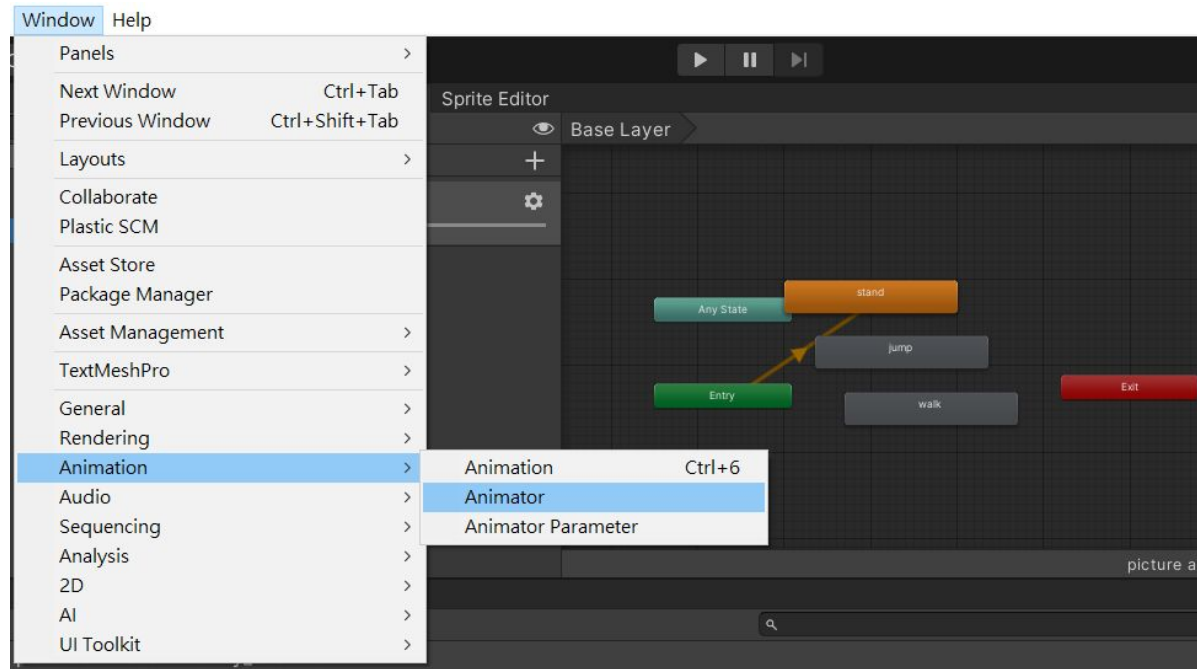 Window Help
Panels
Next Window Ctrl+Tab
Previous Window Ctrl+Shift+Tab
Layouts
Collaborate
Plastic SCM
Asset Store
Package Manager
Asset Management
TextMeshPro
General
Rendering
Animation
Audio
Sequencing
Analysis
2D
AI
UI Toolkit
Animation Ctrl+6
Animator
Animator Parameter
Sprite Editor
Base Layer
stand
Any State
jump
Entry
walk
Exit
picture a